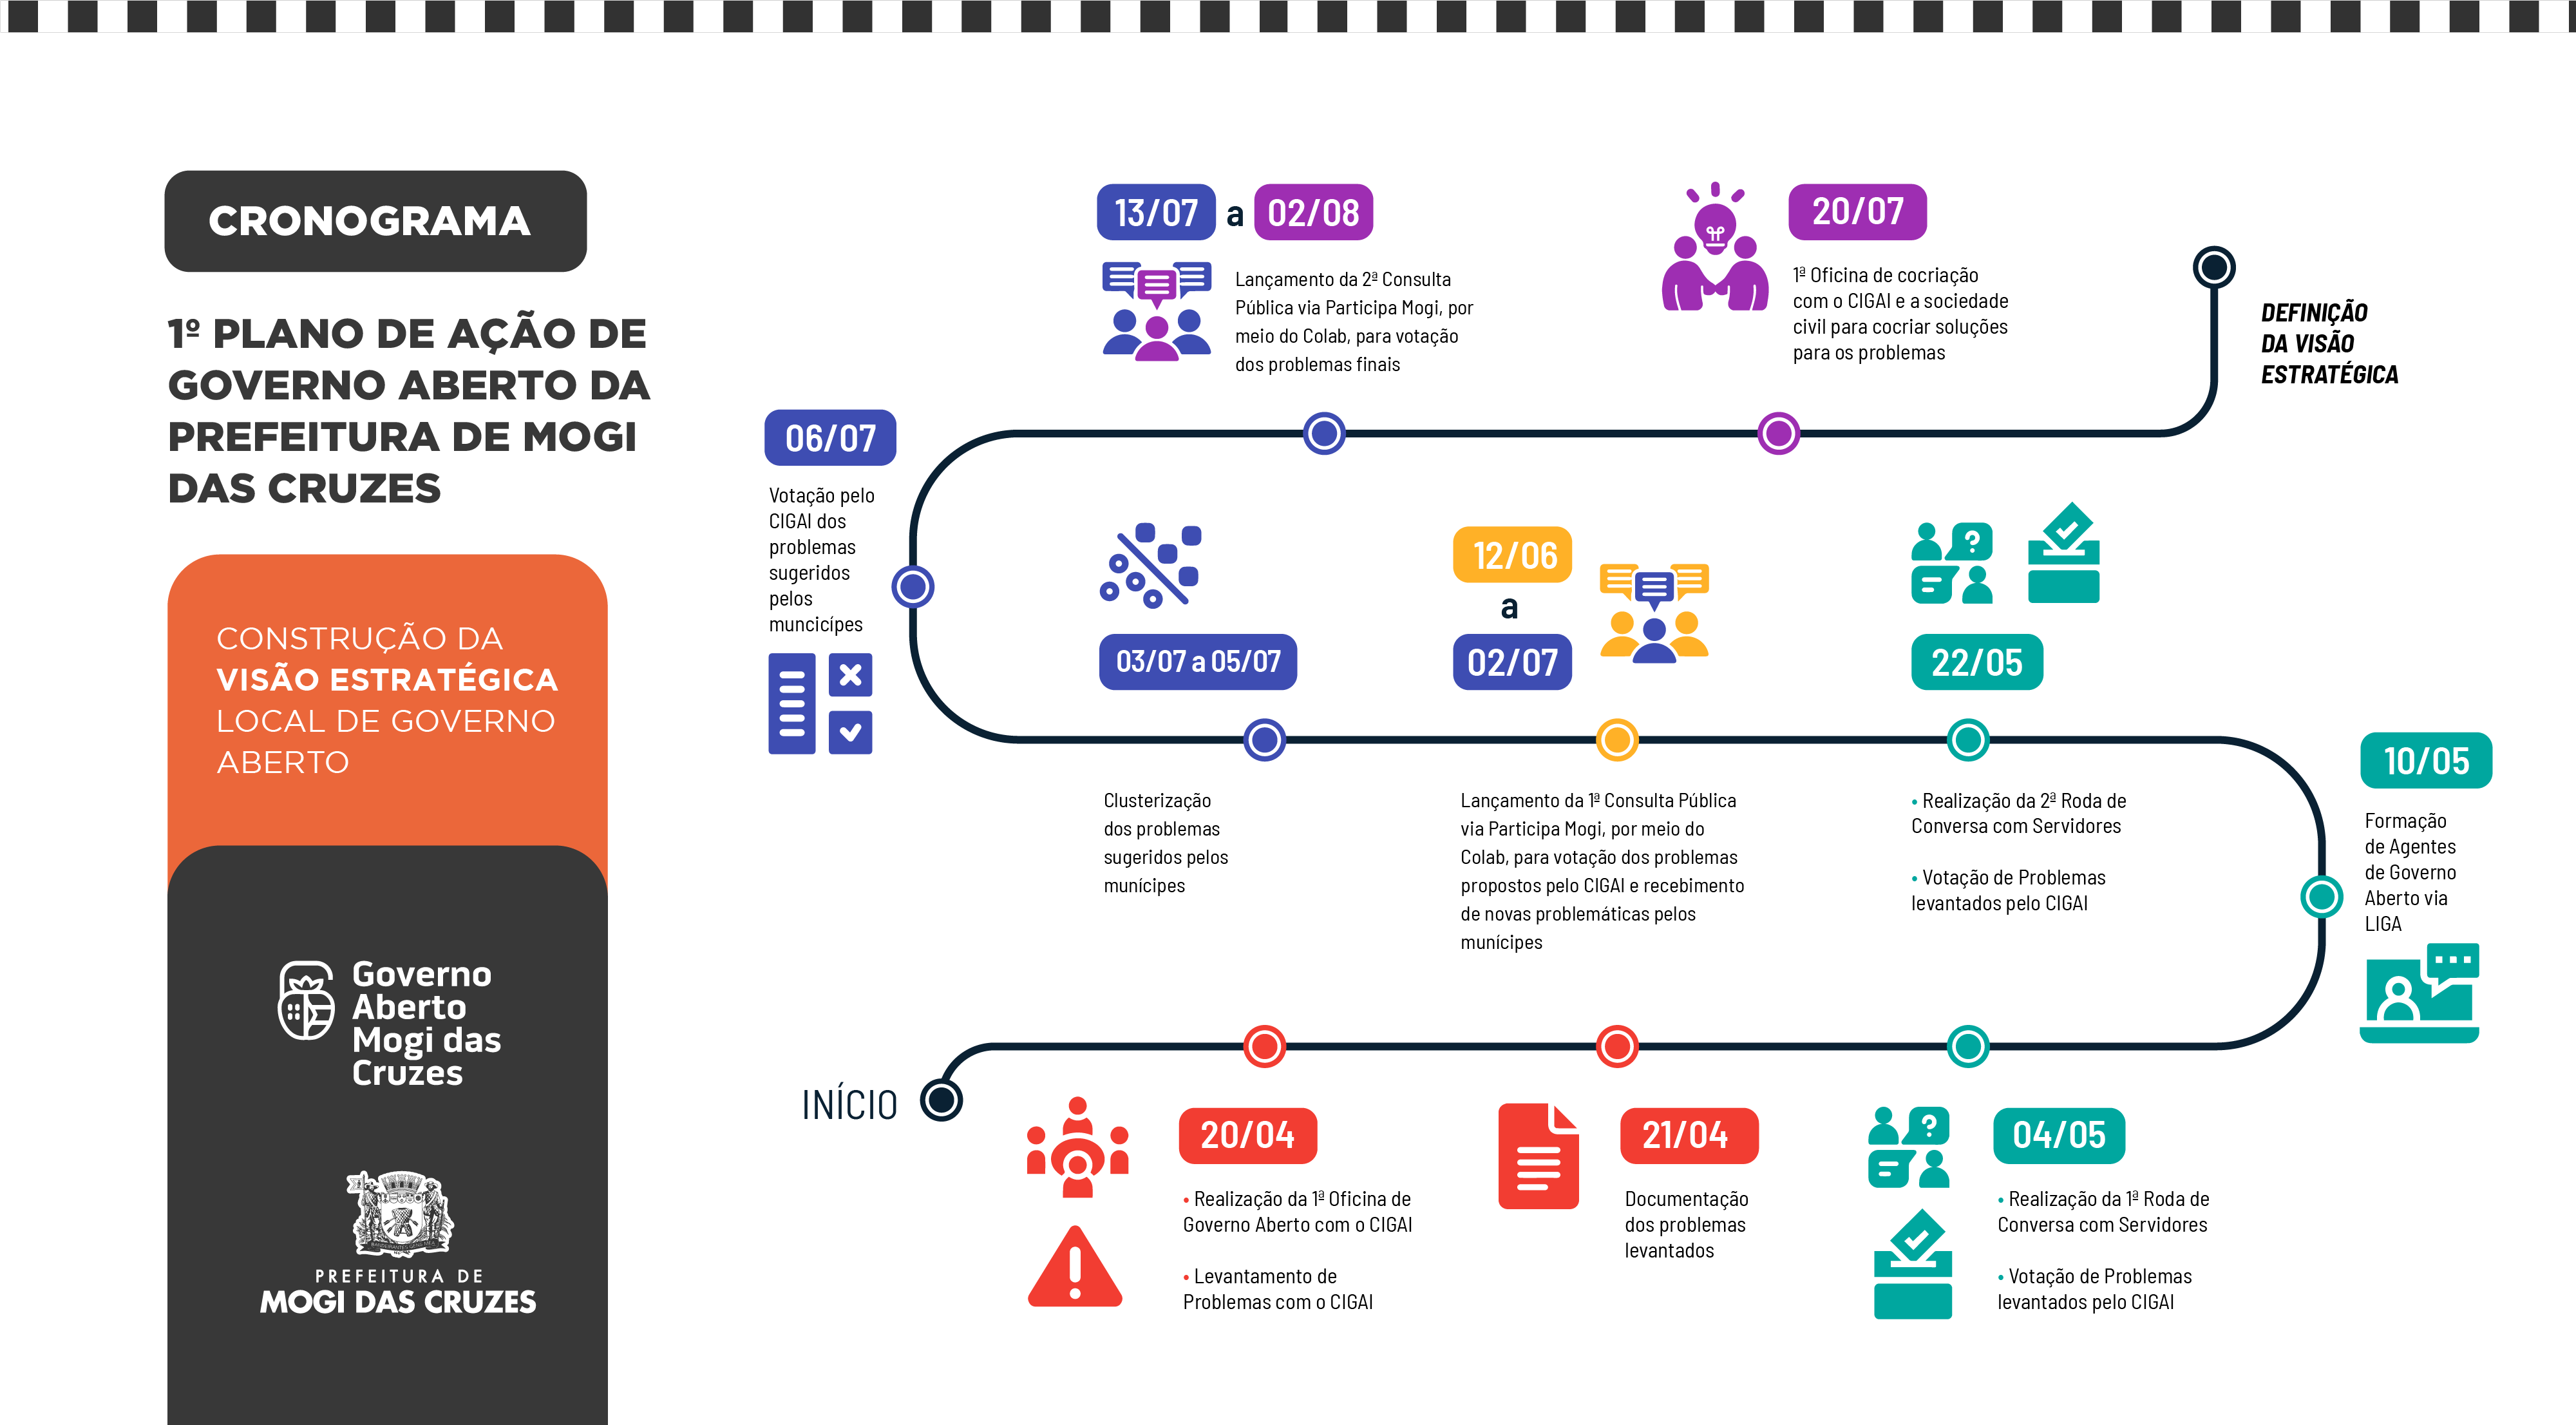 CRONOGRAMA
1º PLANO DE AÇÃO DE
GOVERNO ABERTO DA
PREFEITURA DE MOGI
DAS CRUZES
CONSTRUÇÃO DA
VISÃO ESTRATÉGICA
LOCAL DE GOVERNO
ABERTO
Governo
Aberto
Mogi das
Cruzes
PREFEITURA DE
MOGI DAS CRUZES
13/07 a 02/08
Lançamento da 2ª Consulta
Pública via Participa Mogi, por
meio do Colab, para votação
dos problemas finais
20/07
1ª Oficina de cocriação
com o CIGAI e a sociedade
civil para cocriar soluções
para os problemas
DEFINIÇÃO
DA VISÃO
ESTRATÉGICA
06/07
Votação pelo
CIGAI dos
problemas
sugeridos
pelos
muncicípes
03/07 a 05/07
Clusterização
dos problemas
sugeridos pelos
munícipes
12/06
a
02/07
Lançamento da 1ª Consulta Pública
via Participa Mogi, por meio do
Colab, para votação dos problemas
propostos pelo CIGAI e recebimento
de novas problemáticas pelos
munícipes
?
22/05
• Realização da 2ª Roda de
Conversa com Servidores
• Votação de Problemas
levantados pelo CIGAI
10/05
Formação
de Agentes
de Governo
Aberto via
LIGA
INÍCIO
20/04
• Realização da 1ª Oficina de
Governo Aberto com o CIGAI
• Levantamento de
Problemas com o CIGAI
21/04
Documentação
dos problemas
levantados
?
04/05
• Realização da 1ª Roda de
Conversa com Servidores
• Votação de Problemas
levantados pelo CIGAI